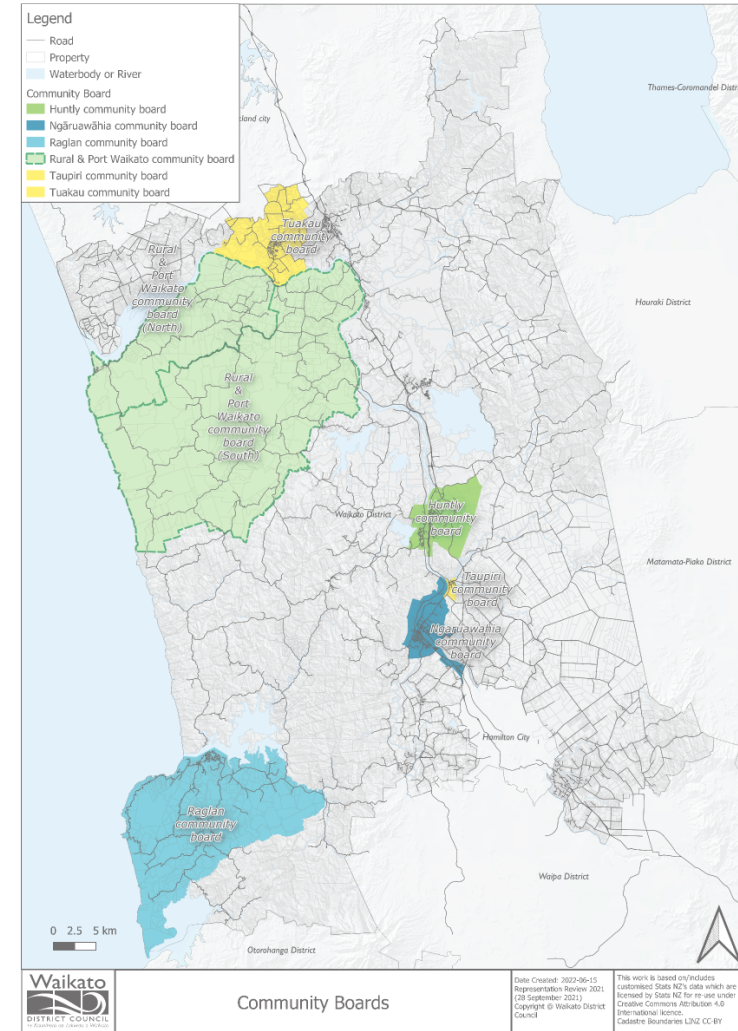 Legend
Road
Property
Waterbody or River
Community Board
Huntly community board
Ngāruawāhia community board
Raglan community board
Rural & Port Waikato community board
Taupiri community board
Tuakau community board
land city
Thames-Coromandel Distr
Tuakau
community
board
Rural
&
Port
Waikato
community
board
(North)
Hauraki District
Rural
&
Port
Waikato
community
board
(South)
Waikato District
Huntly
community
board
Matamata-Piako District
Taupiri
community
board
Ngaruawahia
community
board
Hamilton City
Raglan
community
board
Waipa District
0 2.5 5 km
Otorohanga District
Waikato
DISTRICT COUNCIL
Community Boards
Date Created: 2022-06-15
Representation Review 2021
(28 September 2021)
Copyright © Waikato District
Council
This work is based on/includes
customised Stats NZ's data which are
licensed by Stats NZ for re-use under
Creative Commons Attribution 4.0
International licence.
Cadastre Boundaries LINZ CC-BY